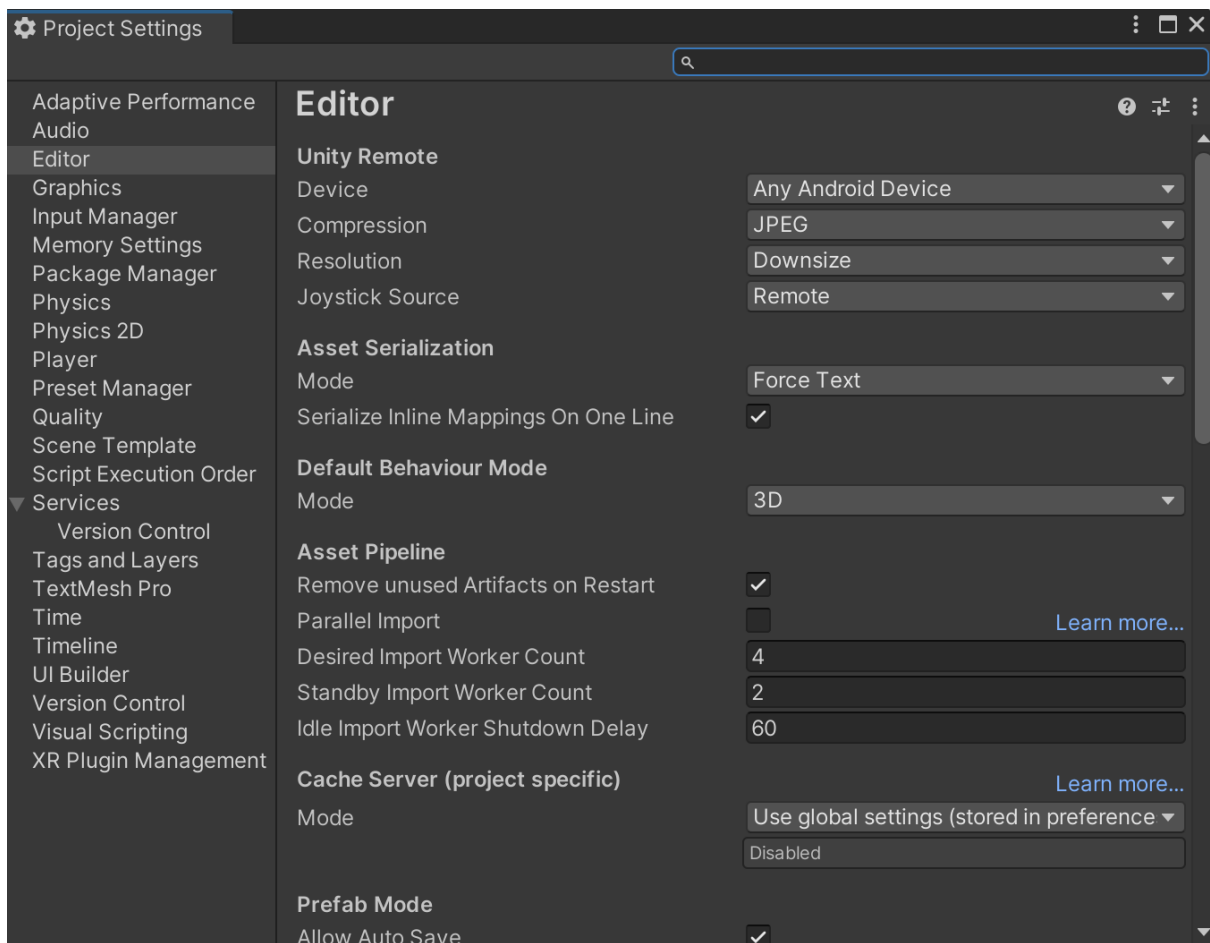 Project Settings
Adaptive Performance
Audio
Editor
Graphics
Input Manager
Memory Settings
Package Manager
Physics
Physics 2D
Player
Preset Manager
Quality
Scene Template
Script Execution Order
Services
Version Control
Tags and Layers
TextMesh Pro
Time
Timeline
UI Builder
Version Control
Visual Scripting
XR Plugin Management
Editor
Unity Remote
Device Any Android Device
Compression JPEG
Resolution Downsize
Joystick Source Remote
Asset Serialization
Mode Force Text
Serialize Inline Mappings On One Line
Default Behaviour Mode
Mode 3D
Asset Pipeline
Remove unused Artifacts on Restart
Parallel Import Learn more...
Desired Import Worker Count 4
Standby Import Worker Count 2
Idle Import Worker Shutdown Delay 60
Cache Server (project specific) Learn more...
Mode Use global settings (stored in preference
Disabled
Prefab Mode
Allow Auto Save